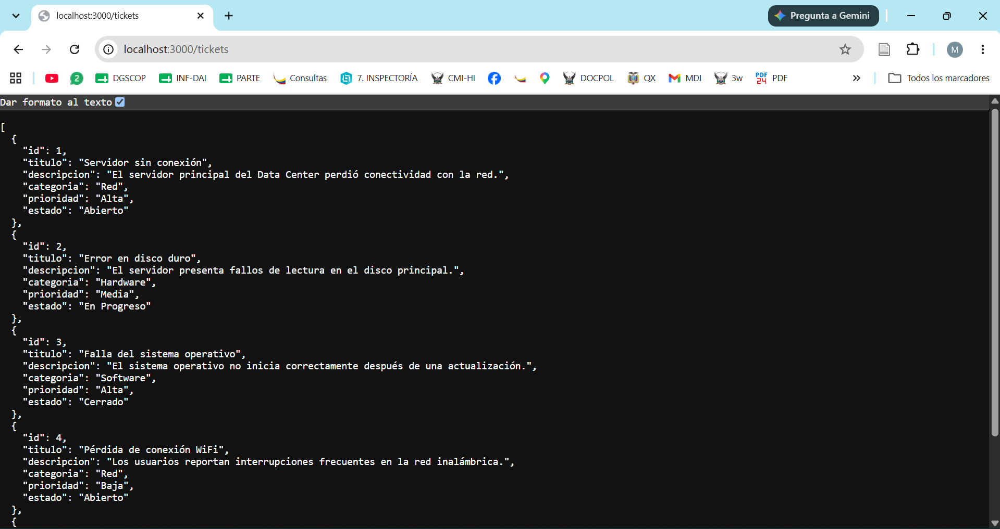 localhost:3000/tickets
Pregunta a Gemini
localhost:3000/tickets
M
2 DGSCOP INF-DAI PARTE Consultas 7. INSPECTORÍA CMI-HI DOCPOL QX MDI 3w PDF 24 PDF Todos los marcadores
Dar formato al texto
[
  {
    "id": 1,
    "titulo": "Servidor sin conexión",
    "descripcion": "El servidor principal del Data Center perdió conectividad con la red.",
    "categoria": "Red",
    "prioridad": "Alta",
    "estado": "Abierto"
  },
  {
    "id": 2,
    "titulo": "Error en disco duro",
    "descripcion": "El servidor presenta fallos de lectura en el disco principal.",
    "categoria": "Hardware",
    "prioridad": "Media",
    "estado": "En Progreso"
  },
  {
    "id": 3,
    "titulo": "Falla del sistema operativo",
    "descripcion": "El sistema operativo no inicia correctamente después de una actualización.",
    "categoria": "Software",
    "prioridad": "Alta",
    "estado": "Cerrado"
  },
  {
    "id": 4,
    "titulo": "Pérdida de conexión WiFi",
    "descripcion": "Los usuarios reportan interrupciones frecuentes en la red inalámbrica.",
    "categoria": "Red",
    "prioridad": "Baja",
    "estado": "Abierto"
  },
  {